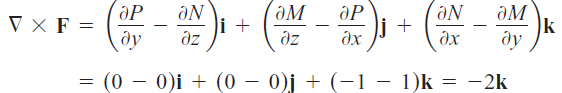 ∇ × F = (∂P/∂y − ∂N/∂z)i + (∂M/∂z − ∂P/∂x)j + (∂N/∂x − ∂M/∂y)k
= (0 − 0)i + (0 − 0)j + (−1 − 1)k = −2k